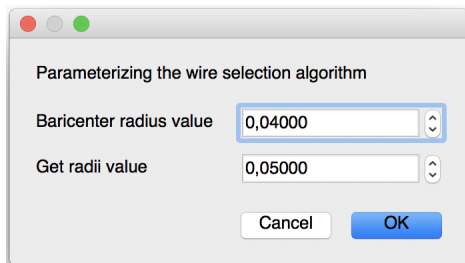 Parameterizing the wire selection algorithm
Baricenter radius value 0,04000
Get radii value 0,05000
Cancel OK